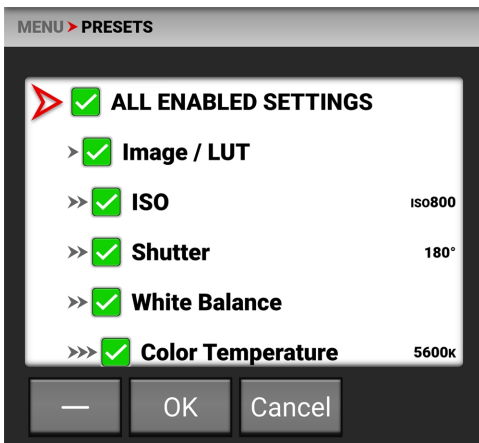 MENU > PRESETS
ALL ENABLED SETTINGS
Image / LUT
ISO ISO800
Shutter 180°
White Balance
Color Temperature 5600K
— OK Cancel